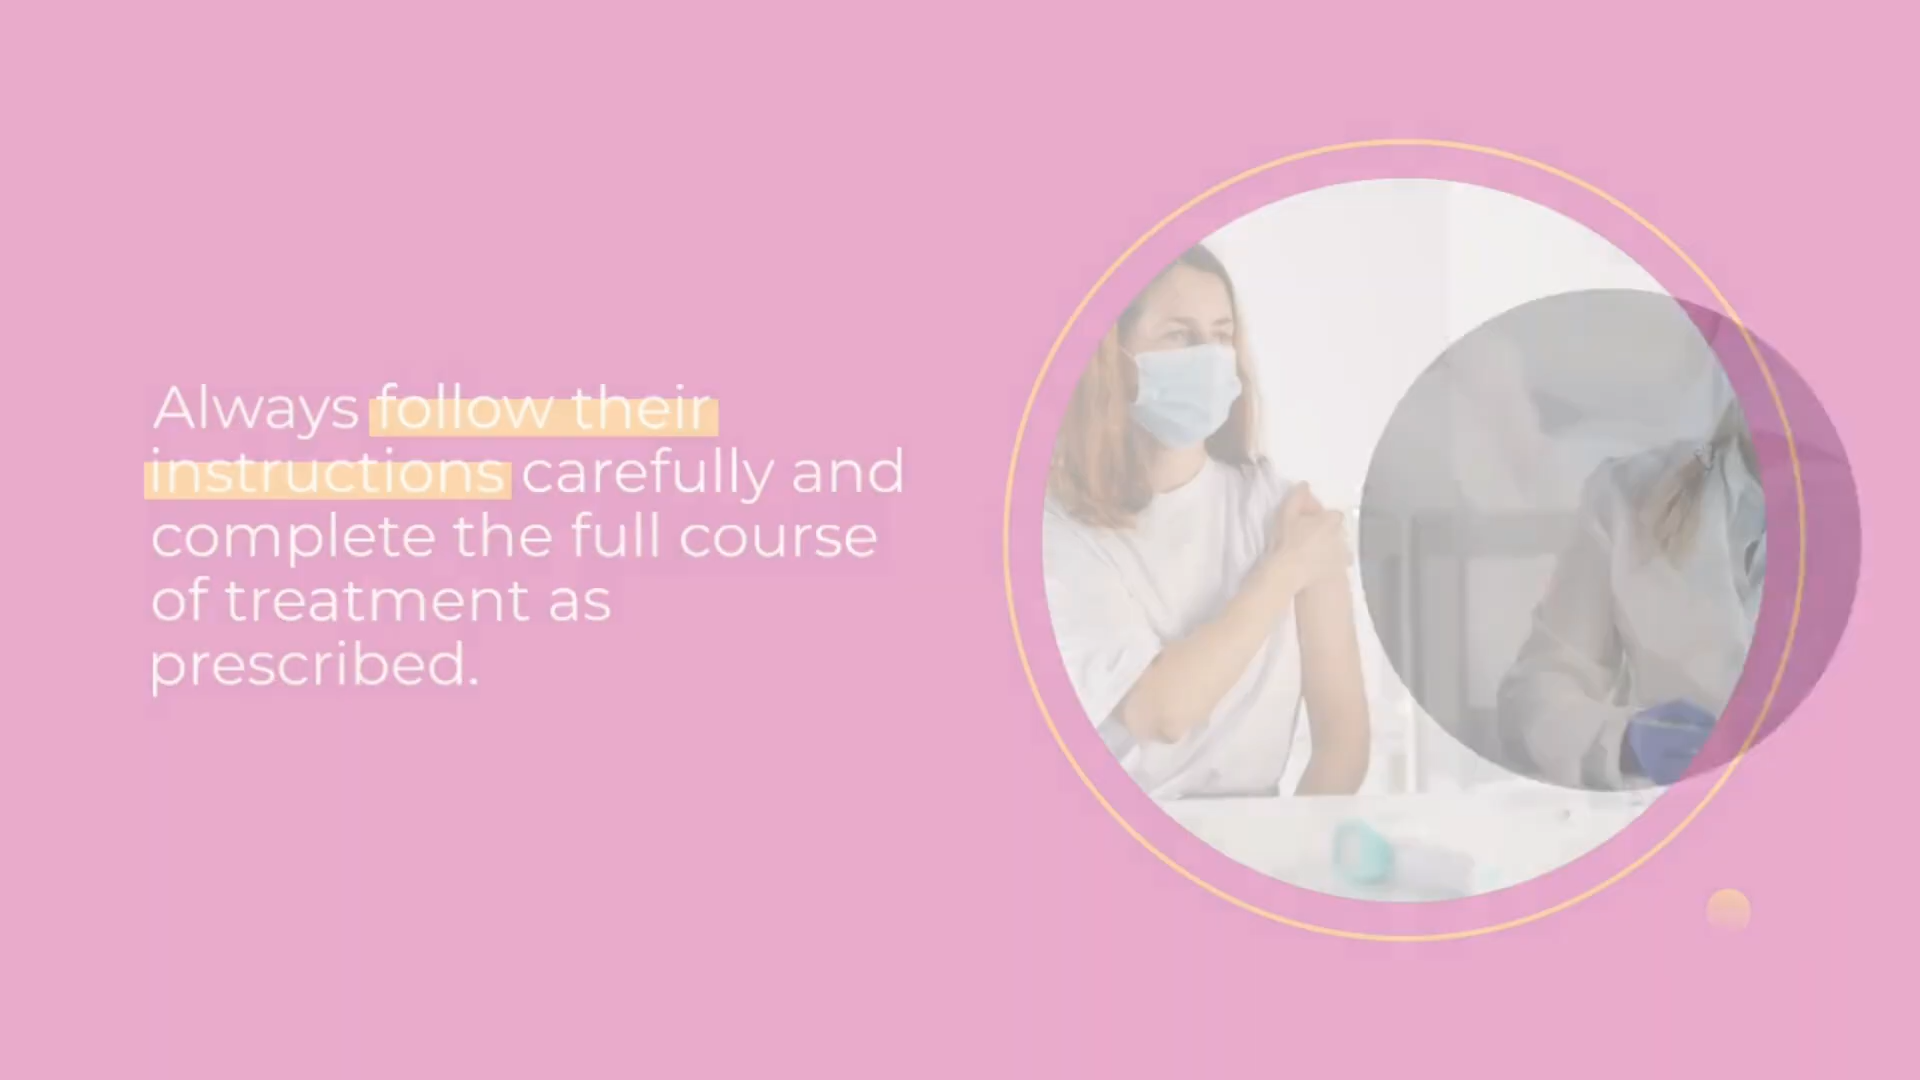 Always follow their
instructions carefully and
complete the full course
of treatment as
prescribed.